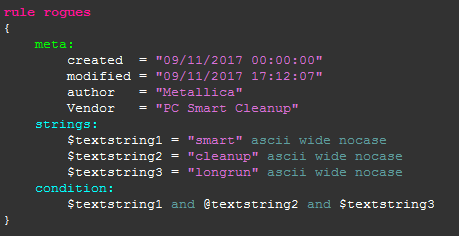 rule rogues
{
    meta:
        created  = "09/11/2017 00:00:00"
        modified = "09/11/2017 17:12:07"
        author   = "Metallica"
        Vendor   = "PC Smart Cleanup"
    strings:
        $textstring1 = "smart" ascii wide nocase
        $textstring2 = "cleanup" ascii wide nocase
        $textstring3 = "longrun" ascii wide nocase
    condition:
        $textstring1 and @textstring2 and $textstring3
}